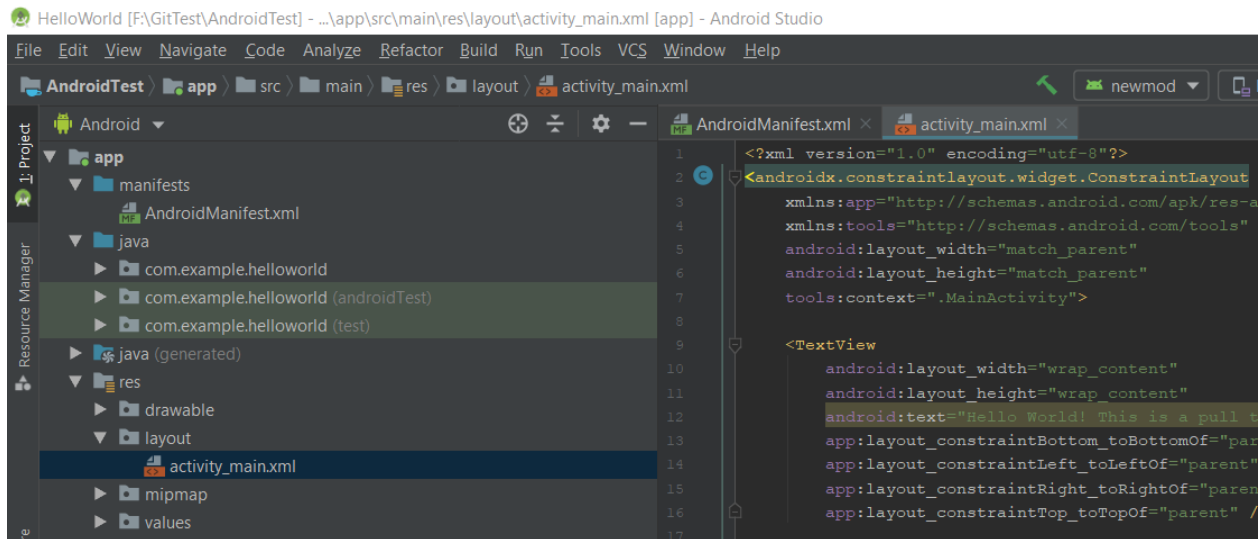 HelloWorld [F:\GitTest\AndroidTest] - ...\app\src\main\res\layout\activity_main.xml [app] - Android Studio
File Edit View Navigate Code Analyze Refactor Build Run Tools VCS Window Help
AndroidTest app src main res layout activity_main.xml newmod
1: Project
Resource Manager
Android
app
manifests
AndroidManifest.xml
java
com.example.helloworld
com.example.helloworld (androidTest)
com.example.helloworld (test)
java (generated)
res
drawable
layout
activity_main.xml
mipmap
values
AndroidManifest.xml activity_main.xml
1 <?xml version="1.0" encoding="utf-8"?>
2 <androidx.constraintlayout.widget.ConstraintLayout
3 xmlns:app="http://schemas.android.com/apk/res-a
4 xmlns:tools="http://schemas.android.com/tools"
5 android:layout_width="match_parent"
6 android:layout_height="match_parent"
7 tools:context=".MainActivity">
8
9 <TextView
10 android:layout_width="wrap_content"
11 android:layout_height="wrap_content"
12 android:text="Hello World! This is a pull t
13 app:layout_constraintBottom_toBottomOf="par
14 app:layout_constraintLeft_toLeftOf="parent"
15 app:layout_constraintRight_toRightOf="paren
16 app:layout_constraintTop_toTopOf="parent" /
17